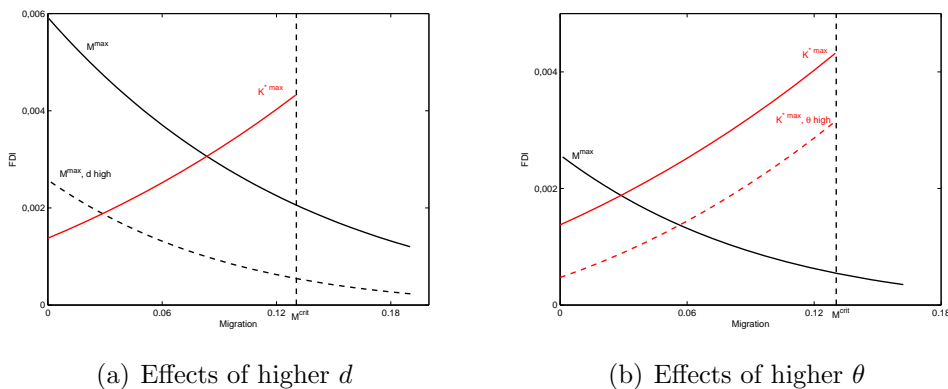 0,006
0,004
0,002
0
FDI
M^max
K^* max
M^max, d high
0
0.06
0.12
M^crit
0.18
Migration
(a) Effects of higher d
0,004
0,002
0
FDI
K^* max
K^* max, θ high
M^max
0
0.06
0.12
M^crit
0.18
Migration
(b) Effects of higher θ